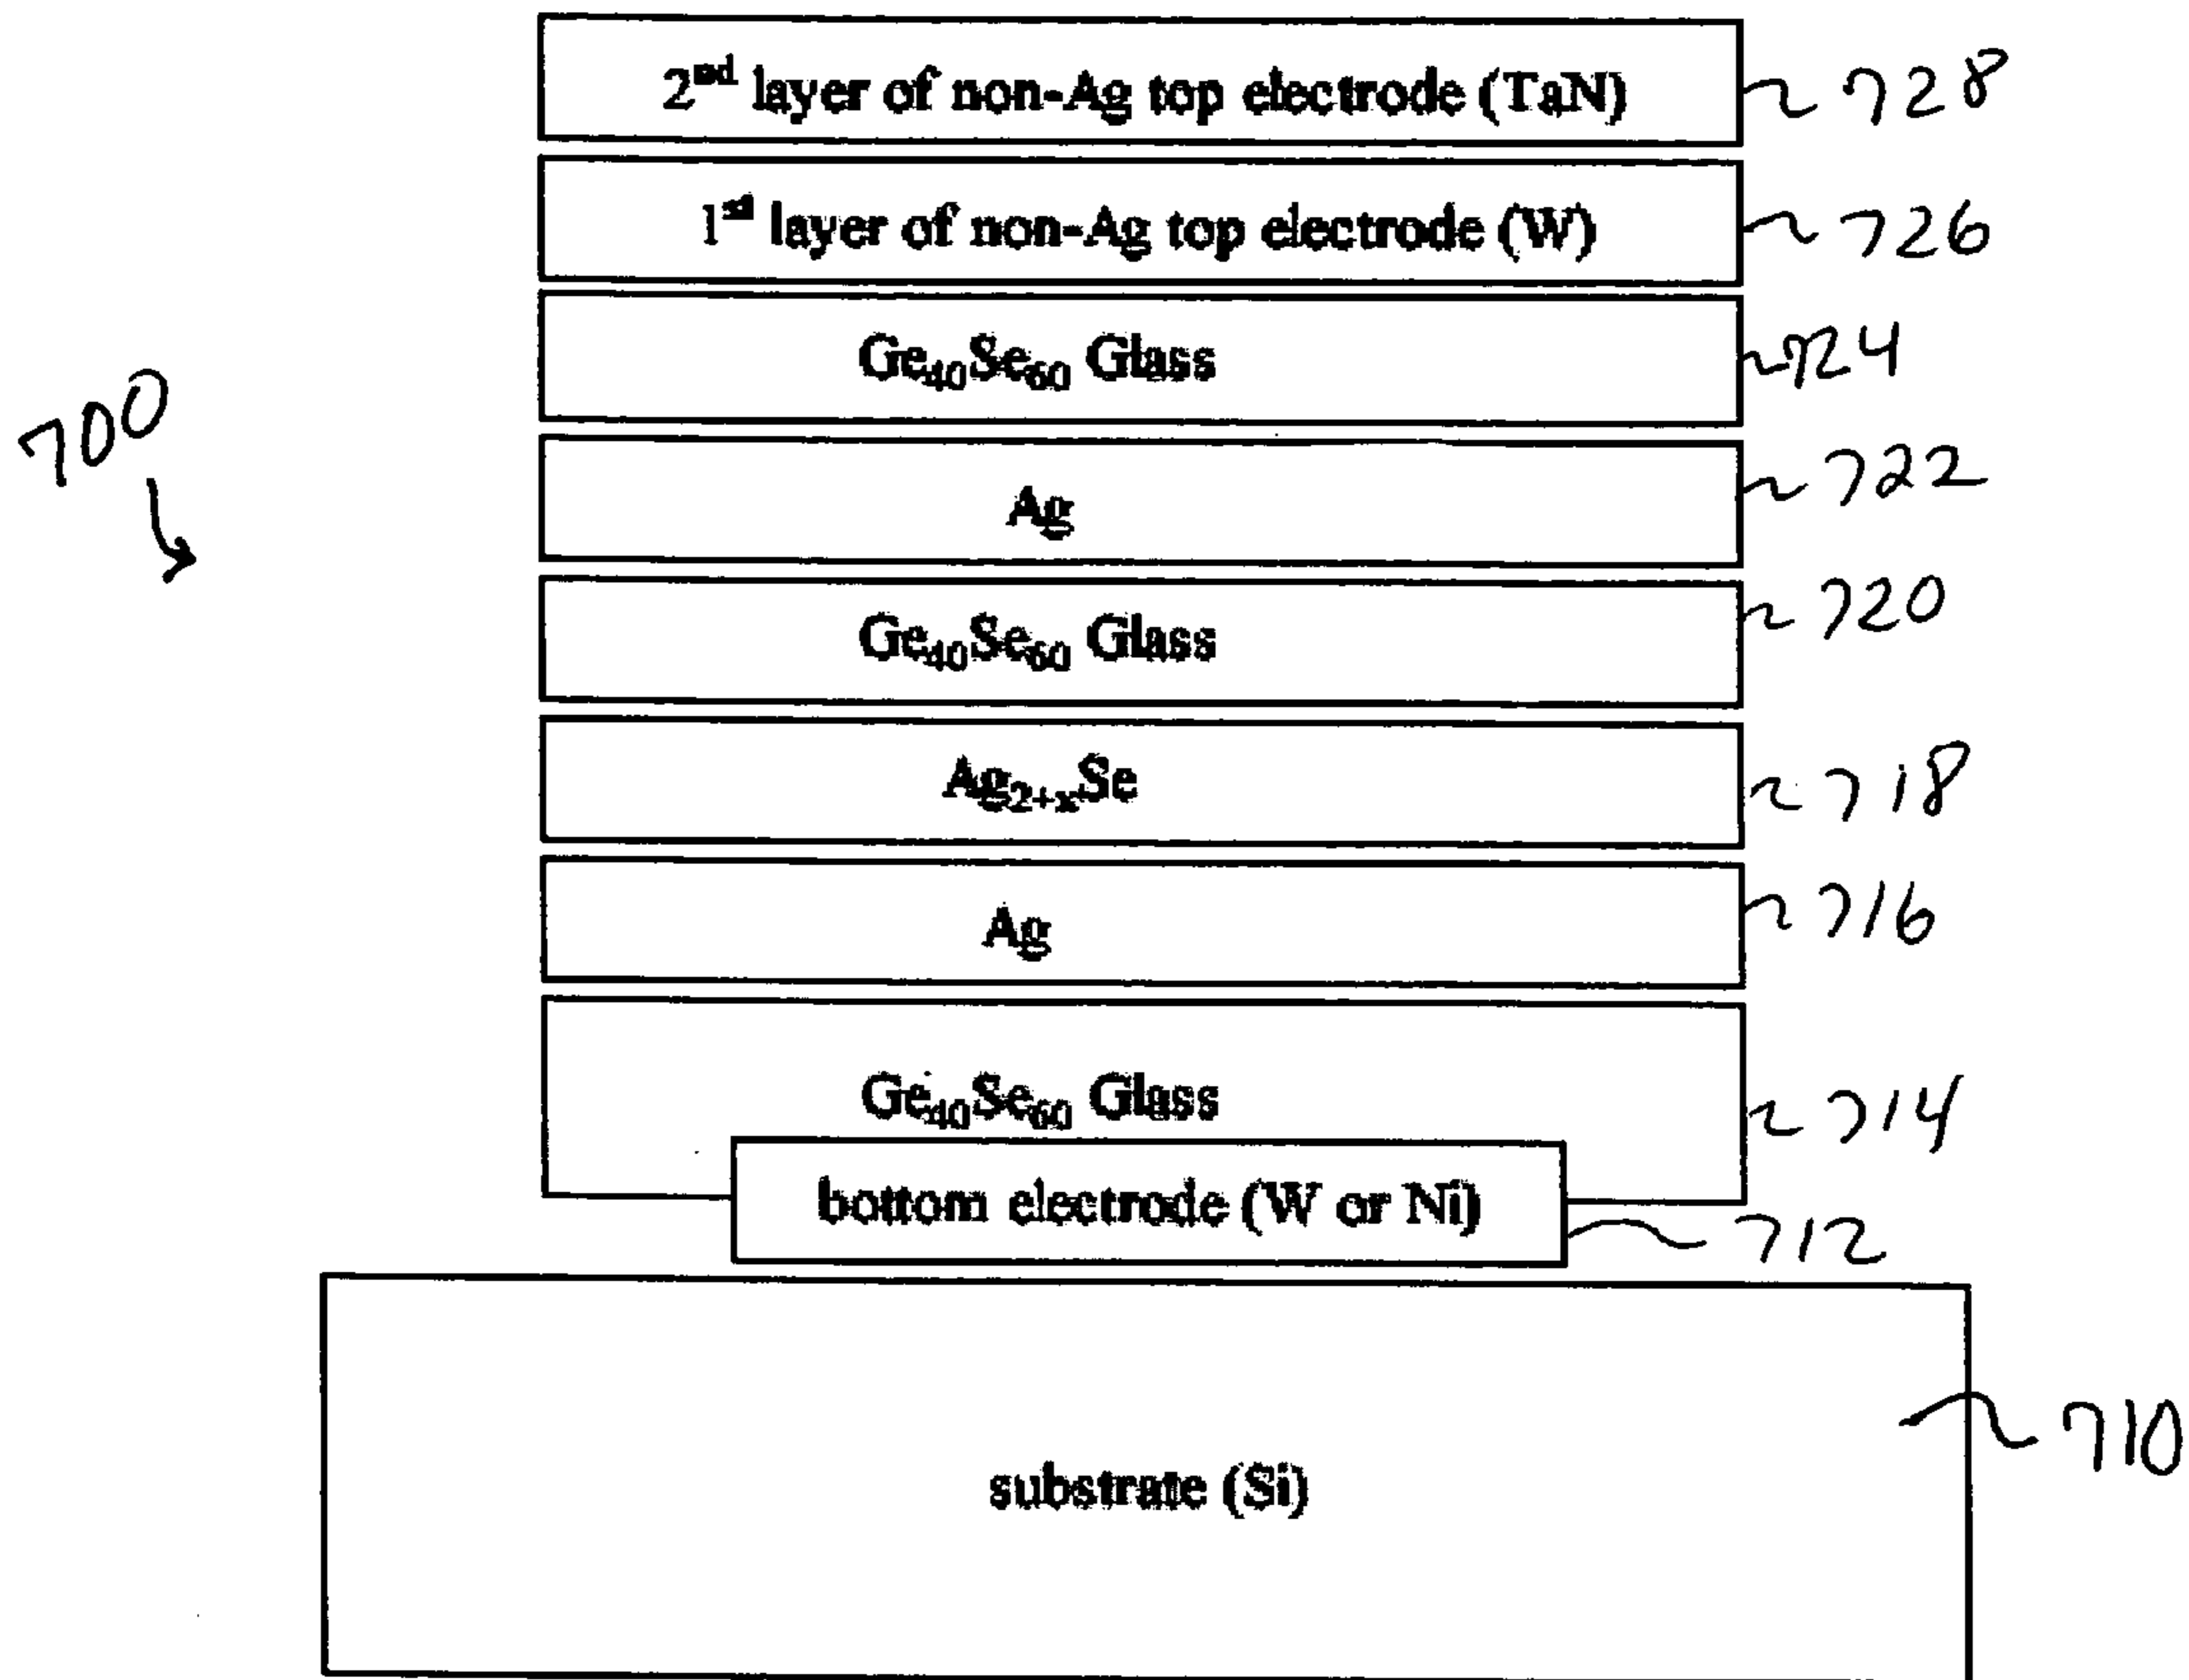 2nd layer of non-Ag top electrode (TaN) 728
1st layer of non-Ag top electrode (W) 726
Ge40Se60 Glass 724
700
Ag 722
Ge40Se60 Glass 720
Ag2+xSe 718
Ag 716
Ge40Se60 Glass 714
bottom electrode (W or Ni) 712
substrate (Si) 710